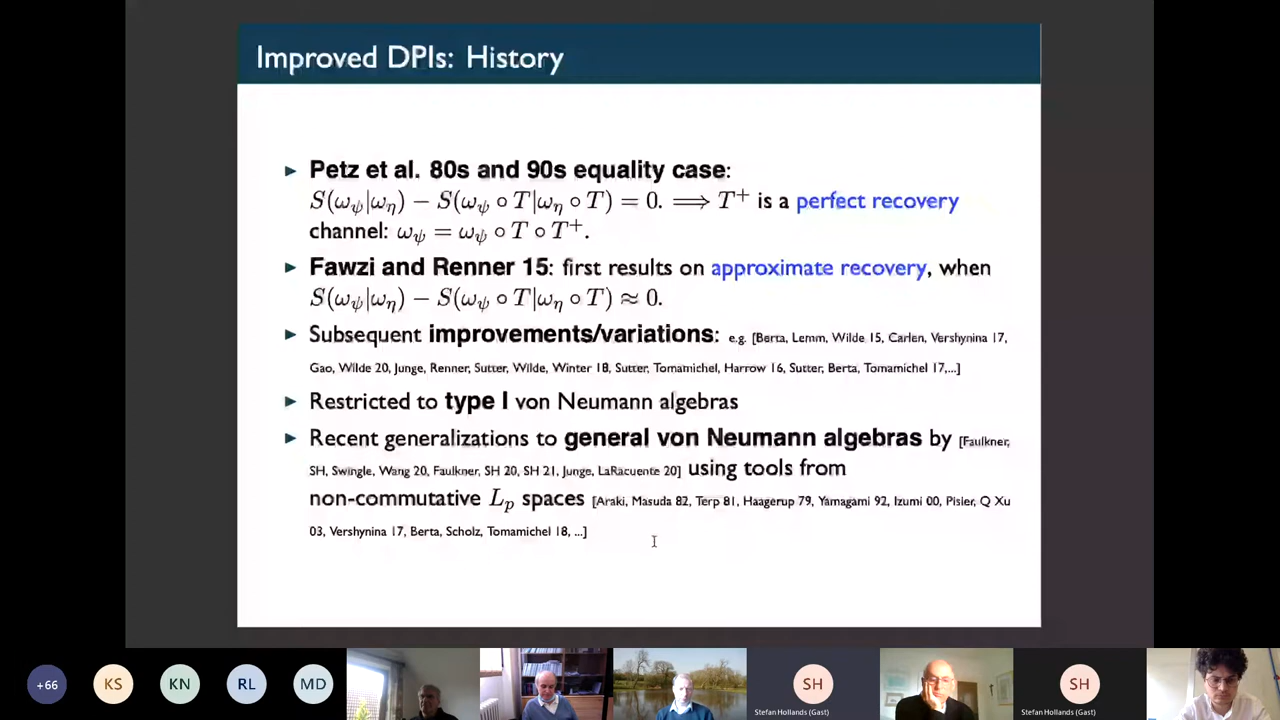 Improved DPIs: History
▶ Petz et al. 80s and 90s equality case:
S(ω_ψ|ω_η) − S(ω_ψ ∘ T|ω_η ∘ T) = 0. ⟹ T⁺ is a perfect recovery
channel: ω_ψ = ω_ψ ∘ T ∘ T⁺.
▶ Fawzi and Renner 15: first results on approximate recovery, when
S(ω_ψ|ω_η) − S(ω_ψ ∘ T|ω_η ∘ T) ≈ 0.
▶ Subsequent improvements/variations: e.g. [Berta, Lemm, Wilde 15, Carlen, Vershynina 17,
Gao, Wilde 20, Junge, Renner, Sutter, Wilde, Winter 18, Sutter, Tomamichel, Harrow 16, Sutter, Berta, Tomamichel 17,...]
▶ Restricted to type I von Neumann algebras
▶ Recent generalizations to general von Neumann algebras by [Faulkner,
SH, Swingle, Wang 20, Faulkner, SH 20, SH 21, Junge, LaRacuente 20] using tools from
non-commutative L_p spaces [Araki, Masuda 82, Terp 81, Haagerup 79, Yamagami 92, Izumi 00, Pisier, Q Xu
03, Vershynina 17, Berta, Scholz, Tomamichel 18, ...]
+66 KS KN RL MD SH SH
Stefan Hollands (Gast) Stefan Hollands (Gast)